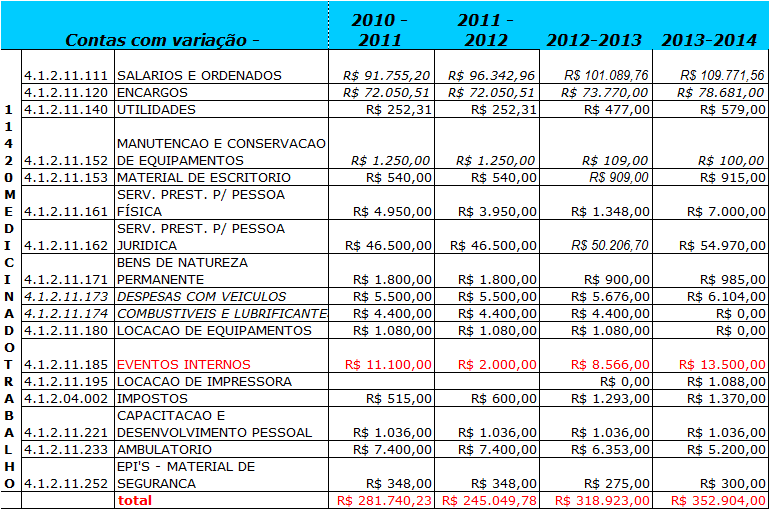 Contas com variação - 2010 - 2011 2011 - 2012 2012-2013 2013-2014
11420 MEDICINA DO TRABALHO
4.1.2.11.111 SALARIOS E ORDENADOS R$ 91.755,20 R$ 96.342,96 R$ 101.089,76 R$ 109.771,56
4.1.2.11.120 ENCARGOS R$ 72.050,51 R$ 72.050,51 R$ 73.770,00 R$ 78.681,00
4.1.2.11.140 UTILIDADES R$ 252,31 R$ 252,31 R$ 477,00 R$ 579,00
MANUTENCAO E CONSERVACAO
4.1.2.11.152 DE EQUIPAMENTOS R$ 1.250,00 R$ 1.250,00 R$ 109,00 R$ 100,00
4.1.2.11.153 MATERIAL DE ESCRITORIO R$ 540,00 R$ 540,00 R$ 909,00 R$ 915,00
SERV. PREST. P/ PESSOA
4.1.2.11.161 FÍSICA R$ 4.950,00 R$ 3.950,00 R$ 1.348,00 R$ 7.000,00
SERV. PREST. P/ PESSOA
4.1.2.11.162 JURIDICA R$ 46.500,00 R$ 46.500,00 R$ 50.206,70 R$ 54.970,00
BENS DE NATUREZA
4.1.2.11.171 PERMANENTE R$ 1.800,00 R$ 1.800,00 R$ 900,00 R$ 985,00
4.1.2.11.173 DESPESAS COM VEICULOS R$ 5.500,00 R$ 5.500,00 R$ 5.676,00 R$ 6.104,00
4.1.2.11.174 COMBUSTIVEIS E LUBRIFICANTE R$ 4.400,00 R$ 4.400,00 R$ 4.400,00 R$ 0,00
4.1.2.11.180 LOCACAO DE EQUIPAMENTOS R$ 1.080,00 R$ 1.080,00 R$ 1.080,00 R$ 0,00
4.1.2.11.185 EVENTOS INTERNOS R$ 11.100,00 R$ 2.000,00 R$ 8.566,00 R$ 13.500,00
4.1.2.11.195 LOCACAO DE IMPRESSORA R$ 0,00 R$ 1.088,00
4.1.2.04.002 IMPOSTOS R$ 515,00 R$ 600,00 R$ 1.293,00 R$ 1.370,00
CAPACITACAO E
4.1.2.11.221 DESENVOLVIMENTO PESSOAL R$ 1.036,00 R$ 1.036,00 R$ 1.036,00 R$ 1.036,00
4.1.2.11.233 AMBULATORIO R$ 7.400,00 R$ 7.400,00 R$ 6.353,00 R$ 5.200,00
EPI'S - MATERIAL DE
4.1.2.11.252 SEGURANCA R$ 348,00 R$ 348,00 R$ 275,00 R$ 300,00
total R$ 281.740,23 R$ 245.049,78 R$ 318.923,00 R$ 352.904,00